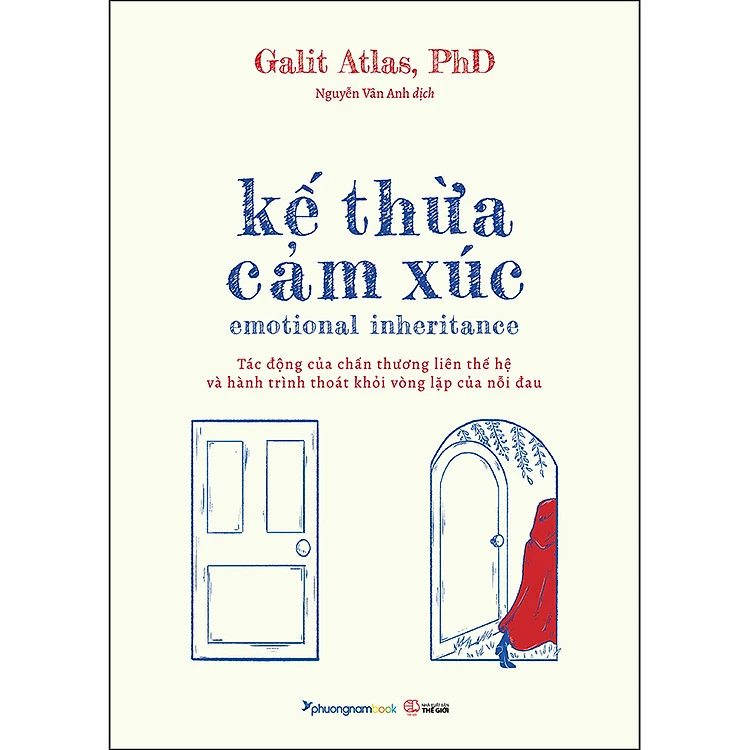 Galit Atlas, PhD
Nguyễn Vân Anh dịch
kế thừa
cảm xúc
emotional inheritance
Tác động của chấn thương liên thế hệ
và hành trình thoát khỏi vòng lặp của nỗi đau
phuongnambook
NHÀ XUẤT BẢN
THẾ GIỚI